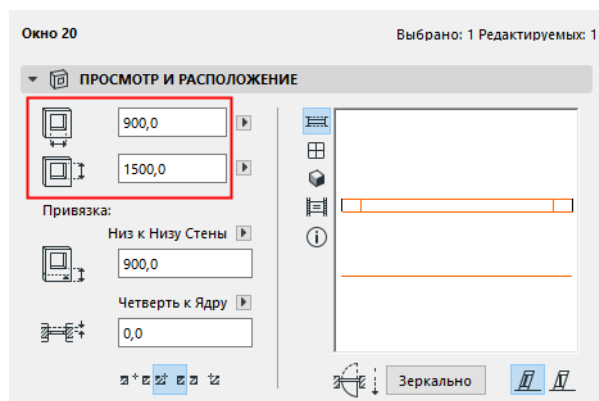 Окно 20
Выбрано: 1 Редактируемых: 1
ПРОСМОТР И РАСПОЛОЖЕНИЕ
900,0
1500,0
Привязка:
Низ к Низу Стены
900,0
Четверть к Ядру
0,0
Зеркально